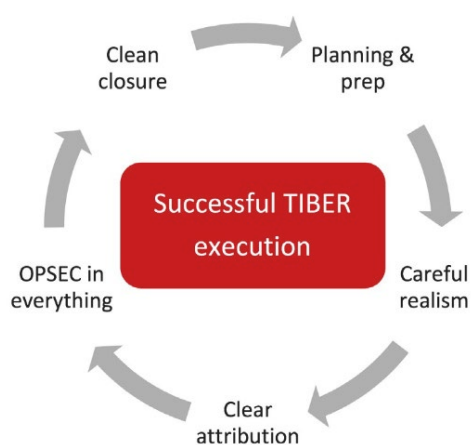 Clean
closure
Planning &
prep
Successful TIBER
execution
OPSEC in
everything
Careful
realism
Clear
attribution